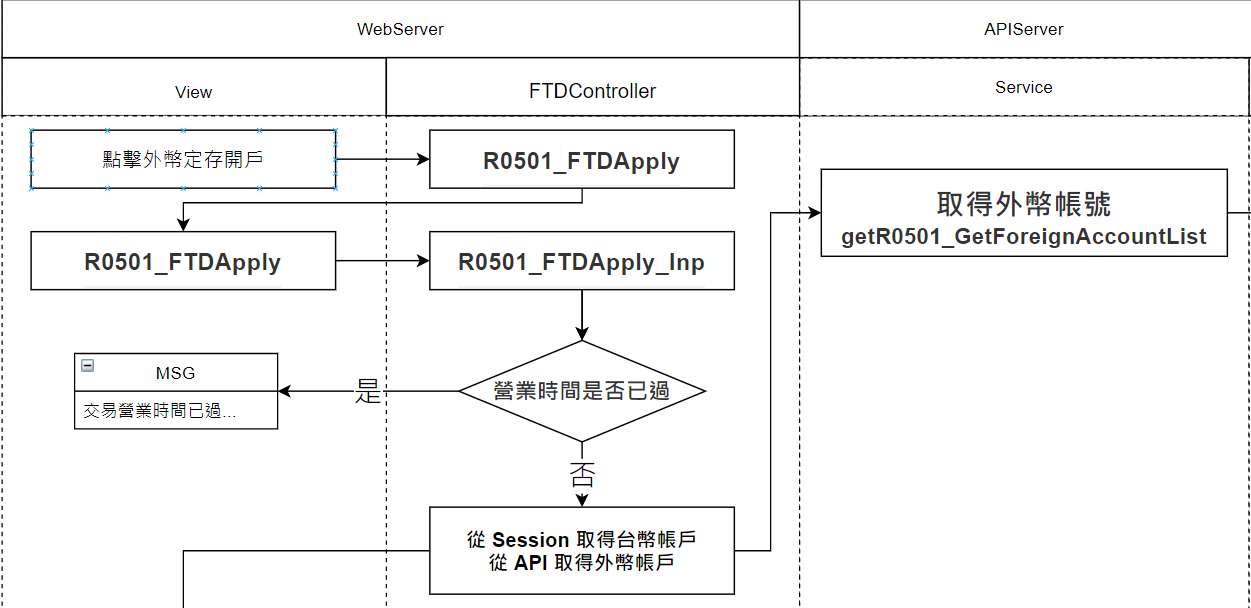 WebServer
APIServer
View
FTDController
Service
點擊外幣定存開戶
R0501_FTDApply
取得外幣帳號
getR0501_GetForeignAccountList
R0501_FTDApply
R0501_FTDApply_Inp
MSG
交易營業時間已過...
是
營業時間是否已過
否
從 Session 取得台幣帳戶
從 API 取得外幣帳戶